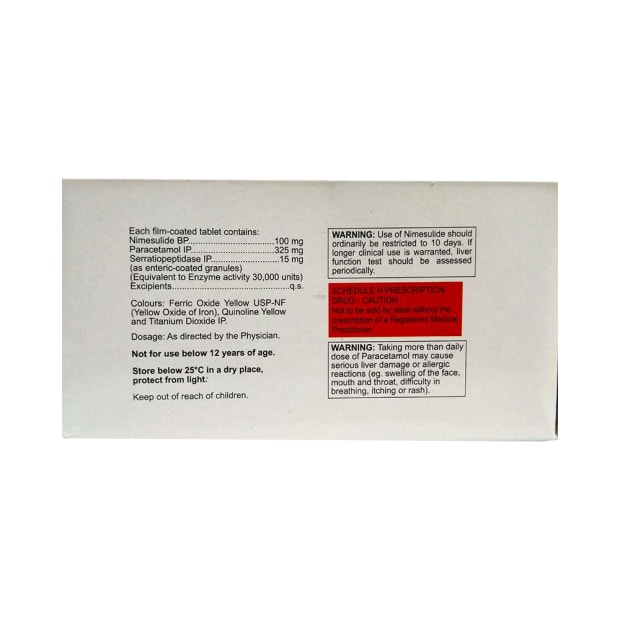 Each film-coated tablet contains:
Nimesulide BP..................................100 mg
Paracetamol IP.................................325 mg
Serratiopeptidase IP...........................15 mg
(as enteric-coated granules)
(Equivalent to Enzyme activity 30,000 units)
Excipients...............................................q.s.
Colours: Ferric Oxide Yellow USP-NF
(Yellow Oxide of Iron), Quinoline Yellow
and Titanium Dioxide IP.
Dosage: As directed by the Physician.
Not for use below 12 years of age.
Store below 25°C in a dry place,
protect from light.
Keep out of reach of children.
WARNING: Use of Nimesulide should
ordinarily be restricted to 10 days. If
longer clinical use is warranted, liver
function test should be assessed
periodically.
SCHEDULE H PRESCRIPTION
DRUG - CAUTION
Not to be sold by retail without the
prescription of a Registered Medical
Practitioner.
WARNING: Taking more than daily
dose of Paracetamol may cause
serious liver damage or allergic
reactions (eg. swelling of the face,
mouth and throat, difficulty in
breathing, itching or rash).